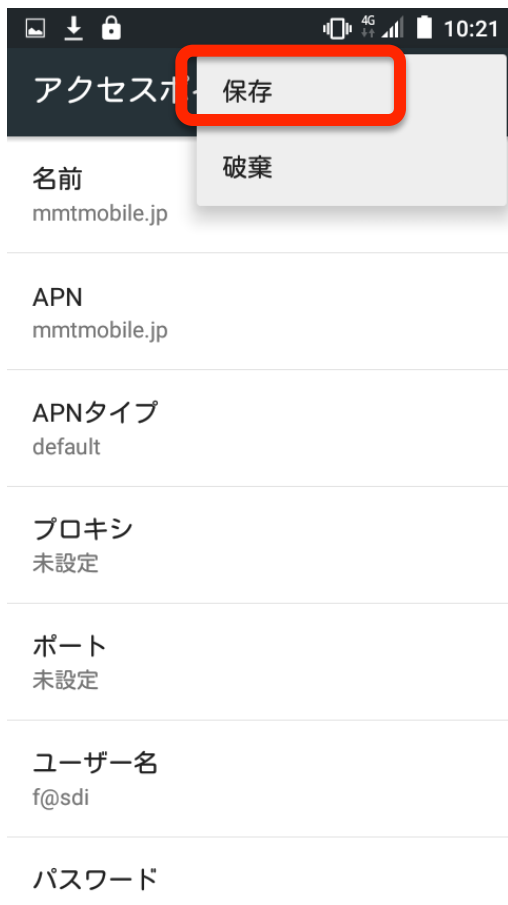 4G 10:21
アクセスポ
保存
破棄
名前
mmtmobile.jp
APN
mmtmobile.jp
APNタイプ
default
プロキシ
未設定
ポート
未設定
ユーザー名
f@sdi
パスワード